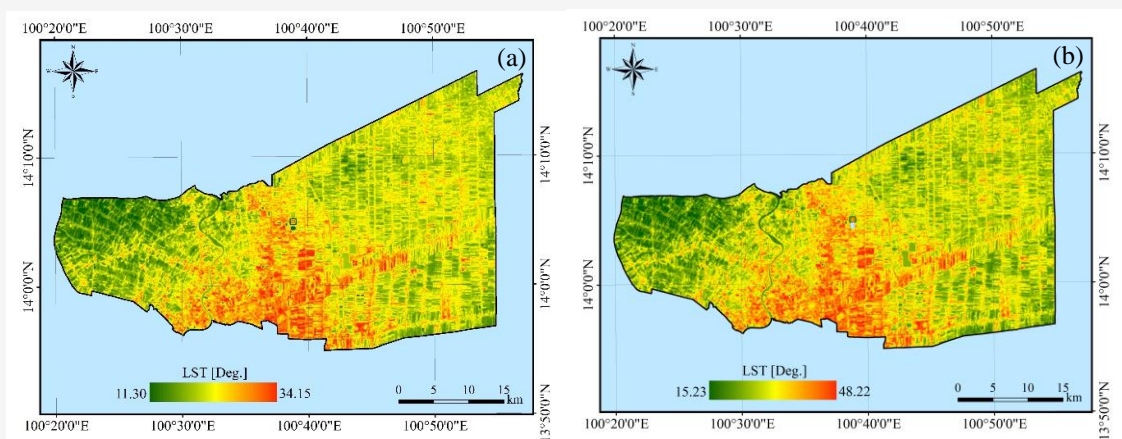 100°20'0"E 100°30'0"E 100°40'0"E 100°50'0"E
(a)
N
W E
S
14°10'0"N 14°10'0"N
14°0'0"N 14°0'0"N
13°50'0"N
LST [Deg.]
11.30 34.15
0 5 10 15
km
100°20'0"E 100°30'0"E 100°40'0"E 100°50'0"E
100°20'0"E 100°30'0"E 100°40'0"E 100°50'0"E
(b)
N
W E
S
14°10'0"N 14°10'0"N
14°0'0"N 14°0'0"N
13°50'0"N
LST [Deg.]
15.23 48.22
0 5 10 15
km
100°20'0"E 100°30'0"E 100°40'0"E 100°50'0"E